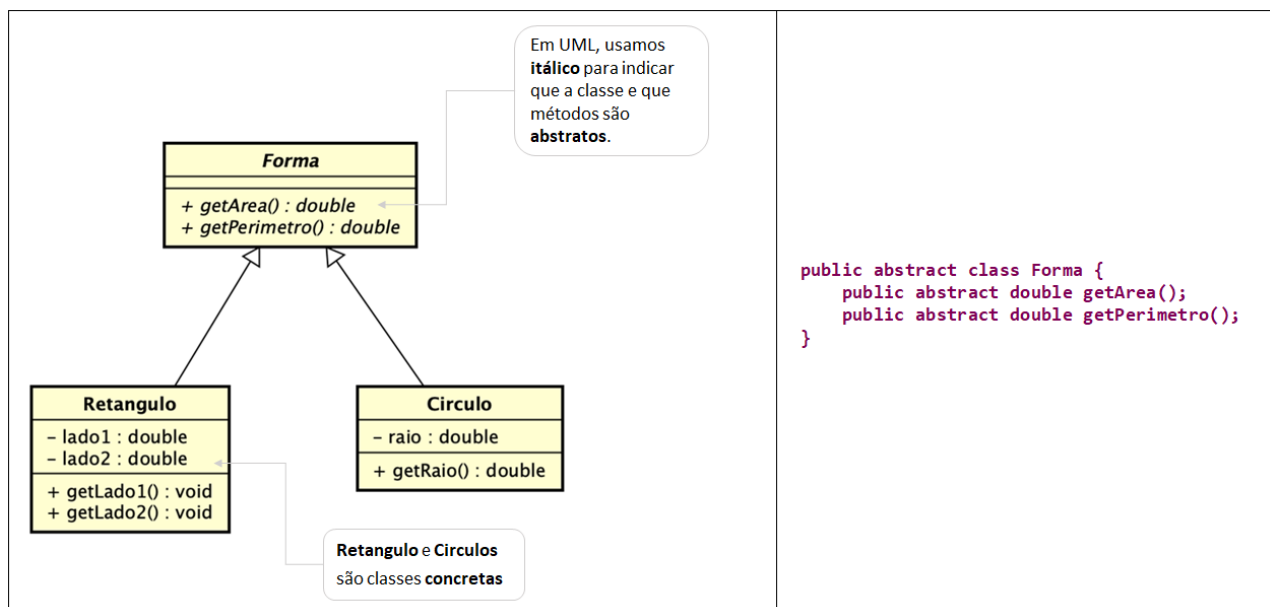 Em UML, usamos
itálico para indicar
que a classe e que
métodos são
abstratos.
Forma
+ getArea() : double
+ getPerimetro() : double
Retangulo
– lado1 : double
– lado2 : double
+ getLado1() : void
+ getLado2() : void
Circulo
– raio : double
+ getRaio() : double
Retangulo e Circulos
são classes concretas
public abstract class Forma {
    public abstract double getArea();
    public abstract double getPerimetro();
}